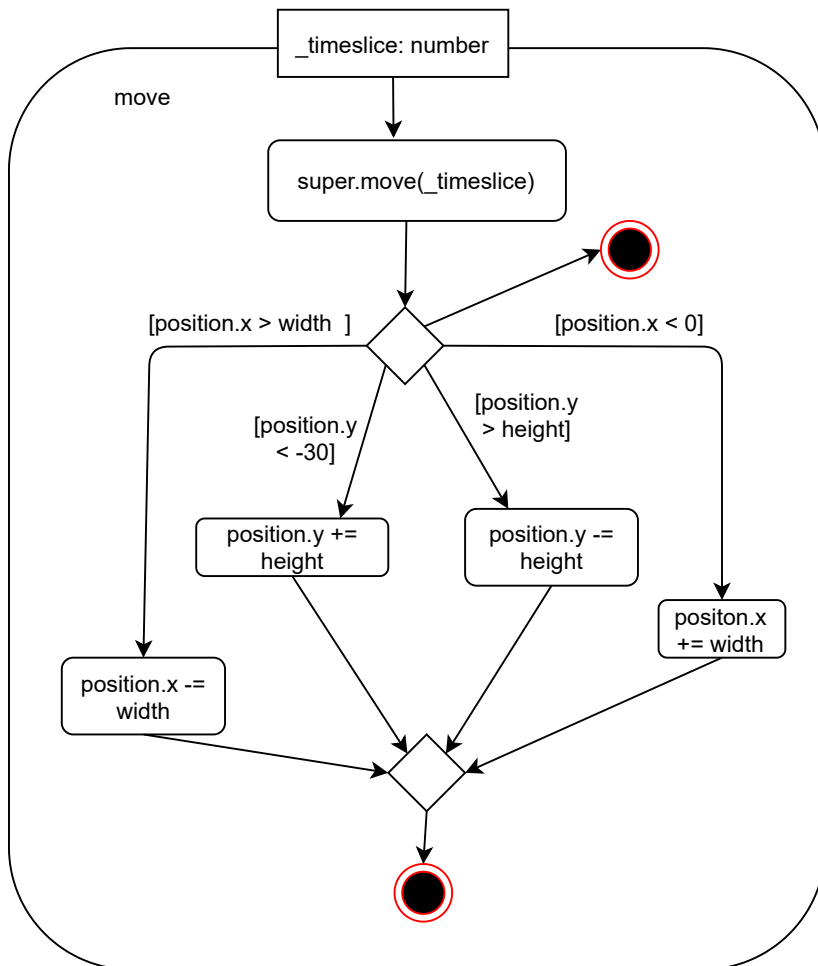 _timeslice: number
move
super.move(_timeslice)
[position.x > width  ]
[position.x < 0]
[position.y
< -30]
[position.y
> height]
position.y +=
height
position.y -=
height
positon.x
+= width
position.x -=
width